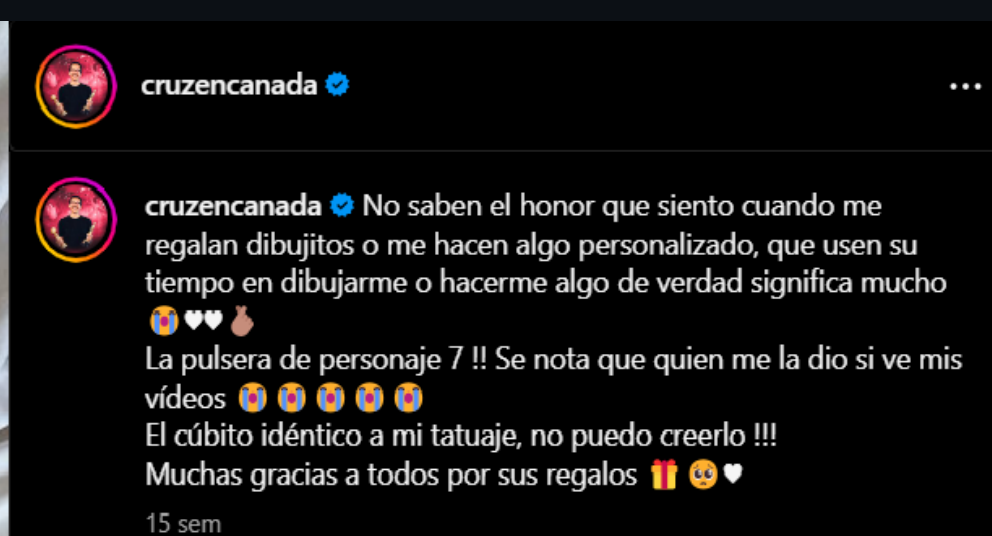 cruzencanada
cruzencanada No saben el honor que siento cuando me
regalan dibujitos o me hacen algo personalizado, que usen su
tiempo en dibujarme o hacerme algo de verdad significa mucho
😭🤍🤍🫰🏽
La pulsera de personaje 7 !! Se nota que quien me la dio si ve mis
vídeos 😭😭😭😭😭
El cúbito idéntico a mi tatuaje, no puedo creerlo !!!
Muchas gracias a todos por sus regalos 🎁🥺🤍
15 sem